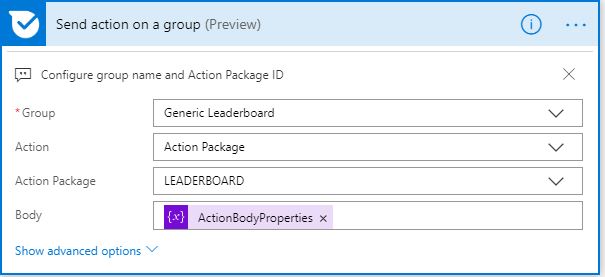 Send action on a group (Preview)
Configure group name and Action Package ID
* Group Generic Leaderboard
Action Action Package
Action Package LEADERBOARD
Body {x} ActionBodyProperties ×
Show advanced options